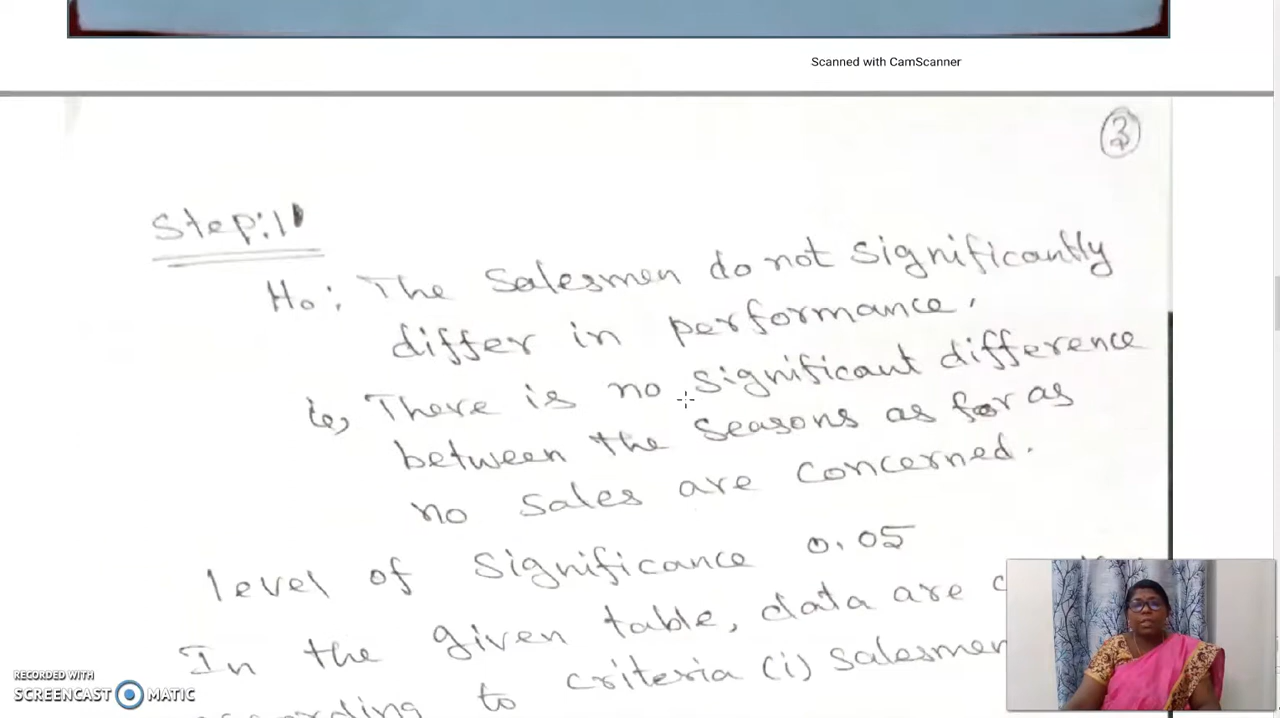 Scanned with CamScanner
3
Step:1
Ho: The Salesmen do not significantly
differ in performance.
ie, There is no significant difference
between the seasons as far as
no sales are concerned.
level of significance 0.05
In the given table, data are
according to criteria (i) salesmen
RECORDED WITH
SCREENCAST MATIC